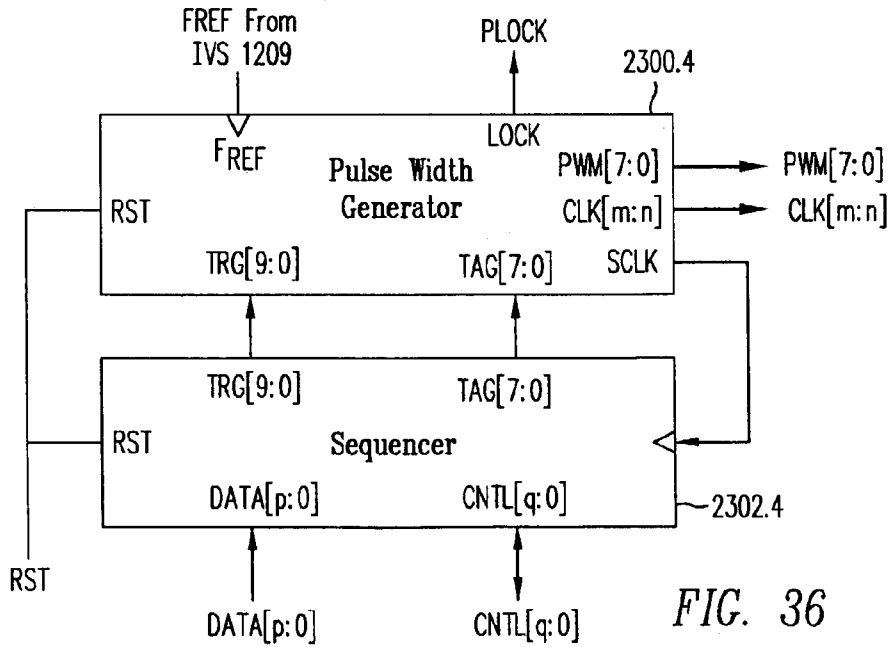 FREF From
IVS 1209
PLOCK
2300.4
FREF
LOCK
Pulse Width
Generator
PWM[7:0]
PWM[7:0]
RST
CLK[m:n]
CLK[m:n]
TRG[9:0]
TAG[7:0]
SCLK
TRG[9:0]
TAG[7:0]
RST
Sequencer
DATA[p:0]
CNTL[q:0]
2302.4
RST
DATA[p:0]
CNTL[q:0]
FIG. 36